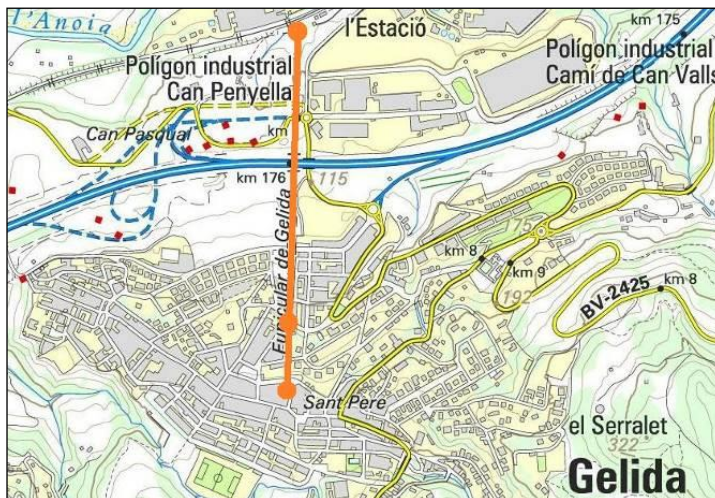 l'Anoia
l'Estació
km 175
Polígon industrial
Can Penyella
Polígon industrial
Camí de Can Valls
Can Pasqual
km
km 176
115
Funicular de Gelida
175
km 8
km 9
192
BV-2425
km 8
Sant Pere
el Serralet
322
Gelida